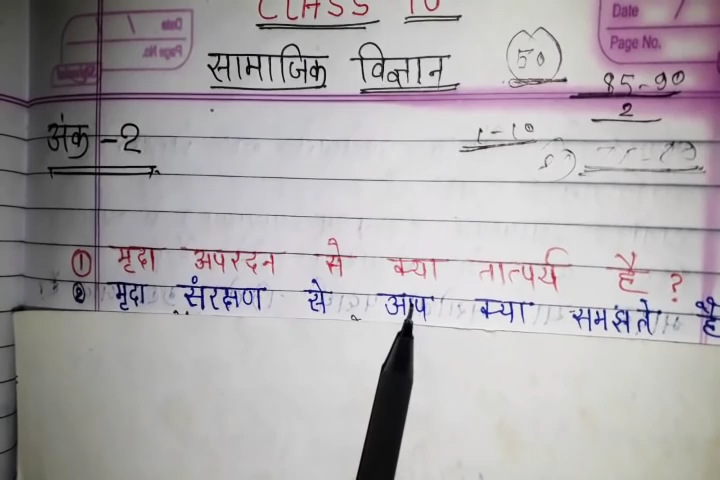 CLASS 10
Date
Page No.
सामाजिक विज्ञान
50
85-90
2
अंक-2
1-10
① मृदा अपरदन से क्या तात्पर्य है ?
② मृदा संरक्षण से आप क्या समझते है